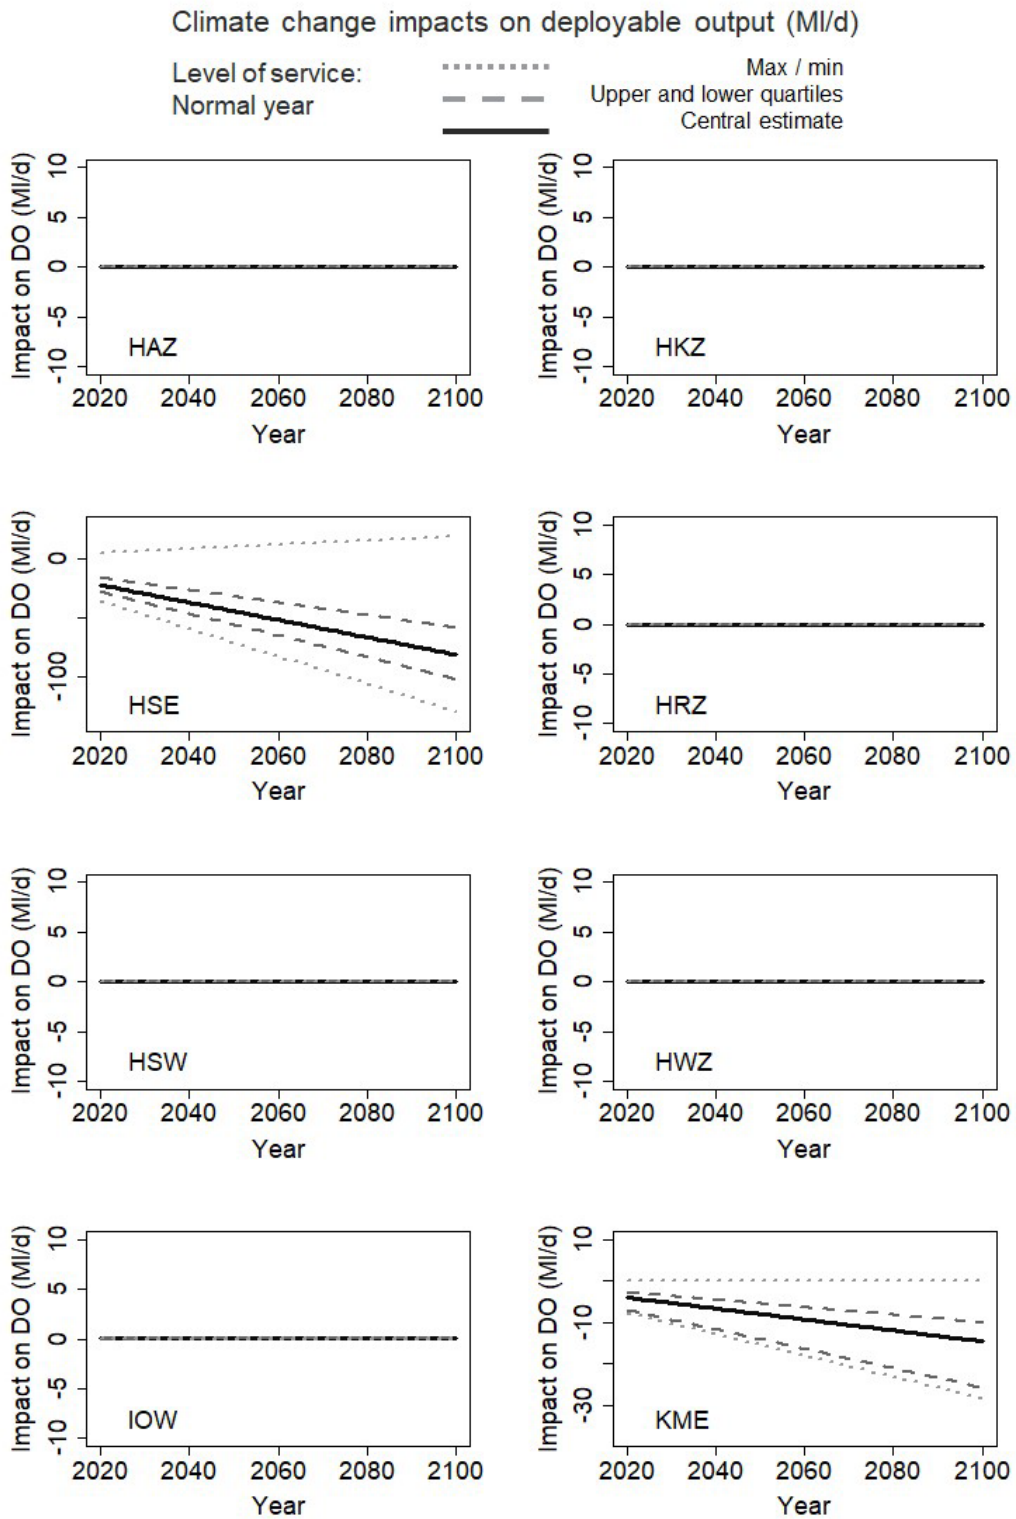 Climate change impacts on deployable output (Ml/d)
Level of service:
Normal year
Max / min
Upper and lower quartiles
Central estimate
Impact on DO (Ml/d)
10
5
0
-5
-10
HAZ
2020 2040 2060 2080 2100
Year
Impact on DO (Ml/d)
10
5
0
-5
-10
HKZ
2020 2040 2060 2080 2100
Year
Impact on DO (Ml/d)
0
-100
HSE
2020 2040 2060 2080 2100
Year
Impact on DO (Ml/d)
10
5
0
-5
-10
HRZ
2020 2040 2060 2080 2100
Year
Impact on DO (Ml/d)
10
5
0
-5
-10
HSW
2020 2040 2060 2080 2100
Year
Impact on DO (Ml/d)
10
5
0
-5
-10
HWZ
2020 2040 2060 2080 2100
Year
Impact on DO (Ml/d)
10
5
0
-5
-10
IOW
2020 2040 2060 2080 2100
Year
Impact on DO (Ml/d)
10
-10
-30
KME
2020 2040 2060 2080 2100
Year